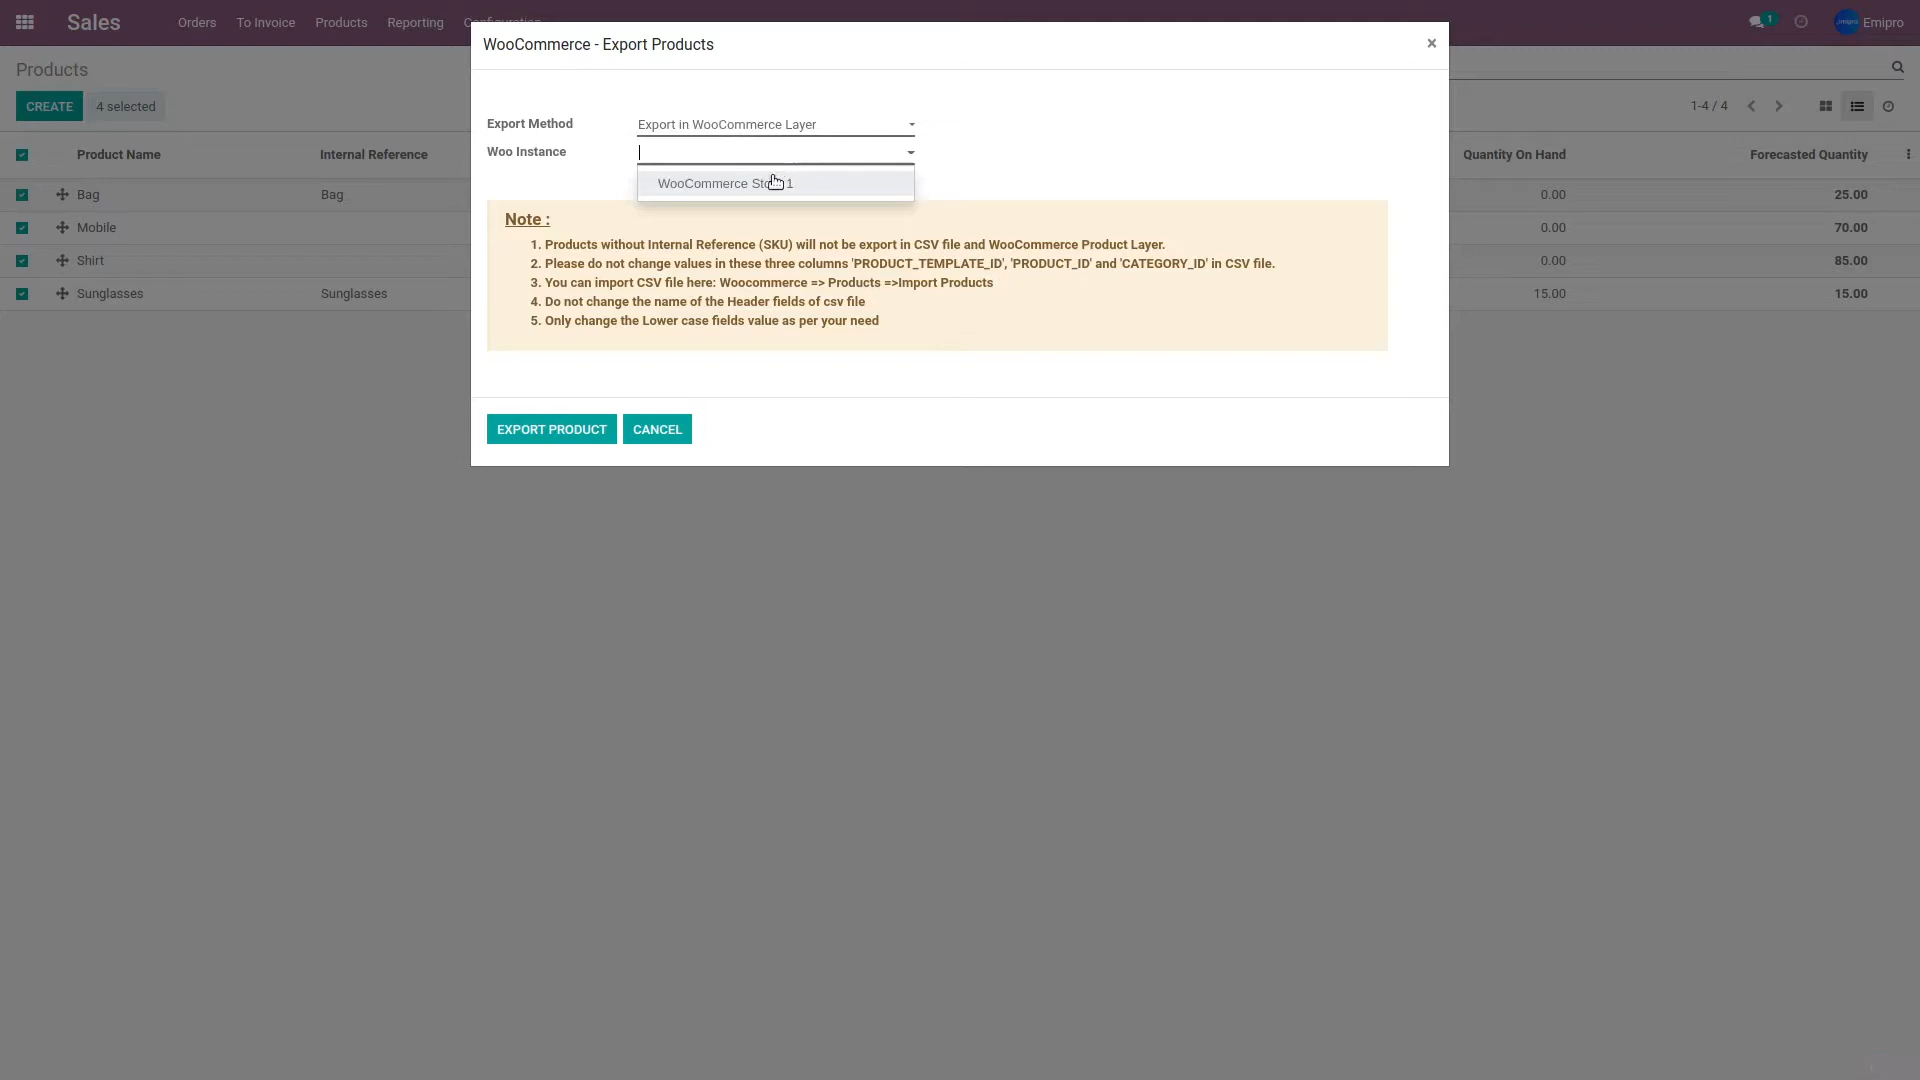 Sales
Orders
To Invoice
Products
Reporting
1
Emipro
Products
CREATE
4 selected
1-4 / 4
Product Name
Internal Reference
Quantity On Hand
Forecasted Quantity
Bag
Bag
0.00
25.00
Mobile
0.00
70.00
Shirt
0.00
85.00
Sunglasses
Sunglasses
15.00
15.00
WooCommerce - Export Products
×
Export Method
Export in WooCommerce Layer
Woo Instance
WooCommerce 1
Note :
1. Products without Internal Reference (SKU) will not be export in CSV file and WooCommerce Product Layer.
2. Please do not change values in these three columns 'PRODUCT_TEMPLATE_ID', 'PRODUCT_ID' and 'CATEGORY_ID' in CSV file.
3. You can import CSV file here: Woocommerce => Products =>Import Products
4. Do not change the name of the Header fields of csv file
5. Only change the Lower case fields value as per your need
EXPORT PRODUCT
CANCEL